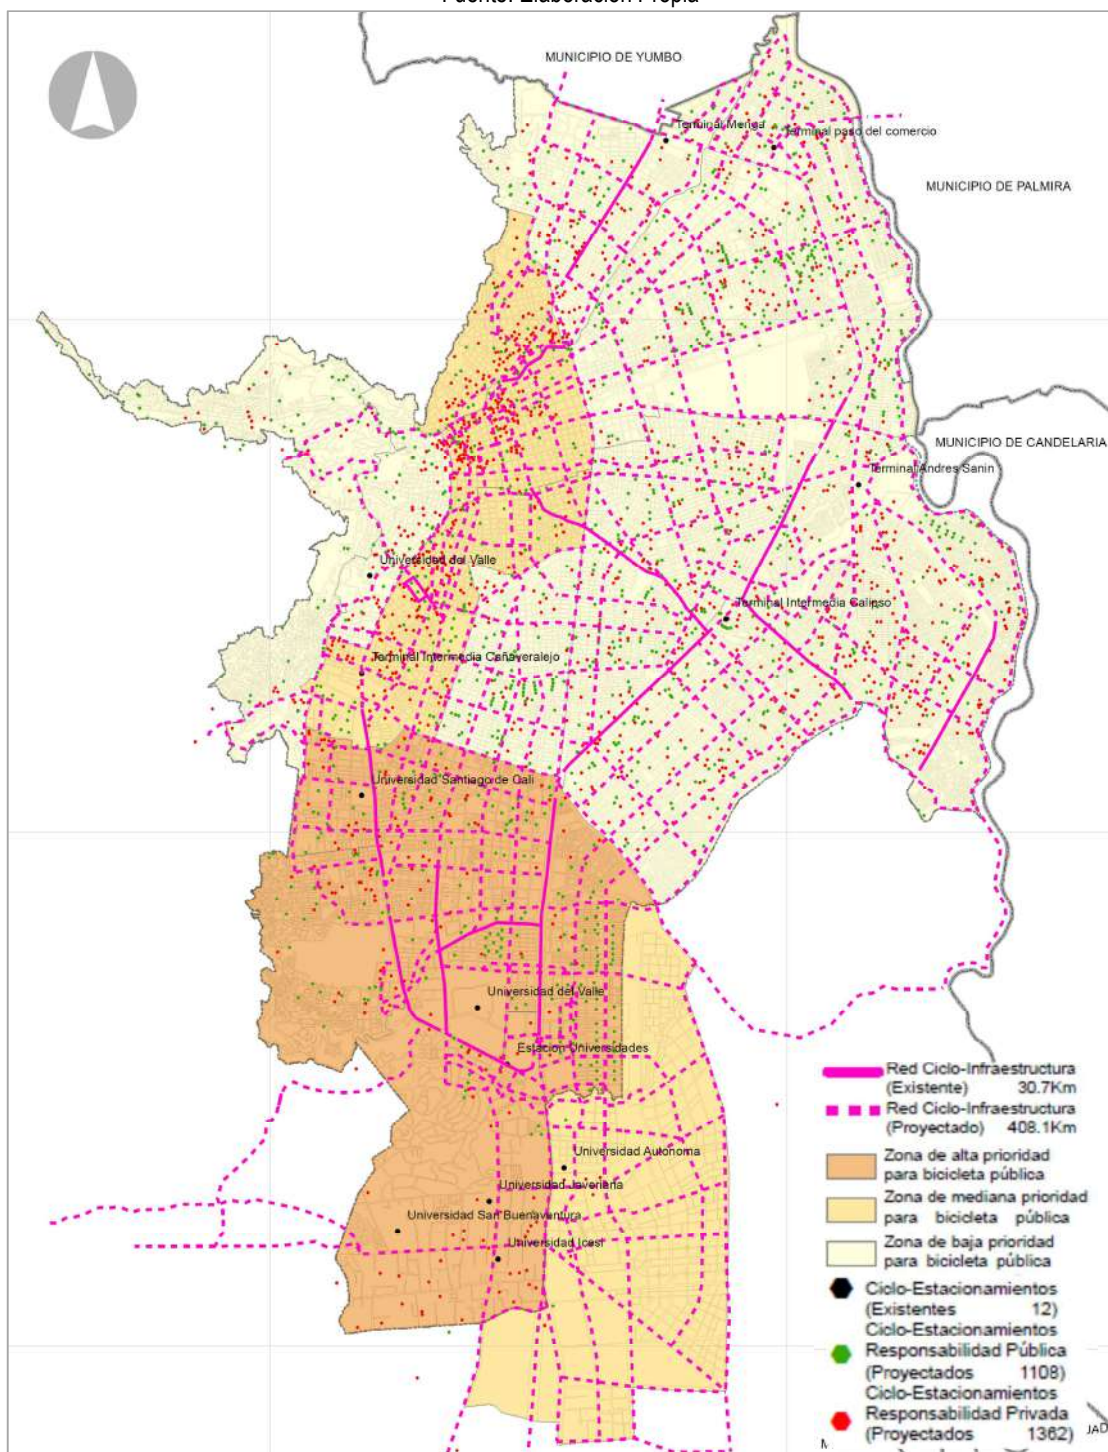 Fuente: Elaboración Propia
MUNICIPIO DE YUMBO
Terminal Menga
Terminal paso del comercio
MUNICIPIO DE PALMIRA
MUNICIPIO DE CANDELARIA
Terminal Andres Sanin
Universidad del Valle
Terminal Intermedia Calipso
Terminal Intermedia Cañaveralejo
Universidad Santiago de Cali
Universidad del Valle
Estacion Universidades
Universidad Autonoma
Universidad Javeriana
Universidad San Buenaventura
Universidad Icesi
Red Ciclo-Infraestructura
(Existente) 30.7Km
Red Ciclo-Infraestructura
(Proyectado) 408.1Km
Zona de alta prioridad
para bicicleta pública
Zona de mediana prioridad
para bicicleta pública
Zona de baja prioridad
para bicicleta pública
Ciclo-Estacionamientos
(Existentes 12)
Ciclo-Estacionamientos
Responsabilidad Pública
(Proyectados 1108)
Ciclo-Estacionamientos
Responsabilidad Privada
(Proyectados 1362)